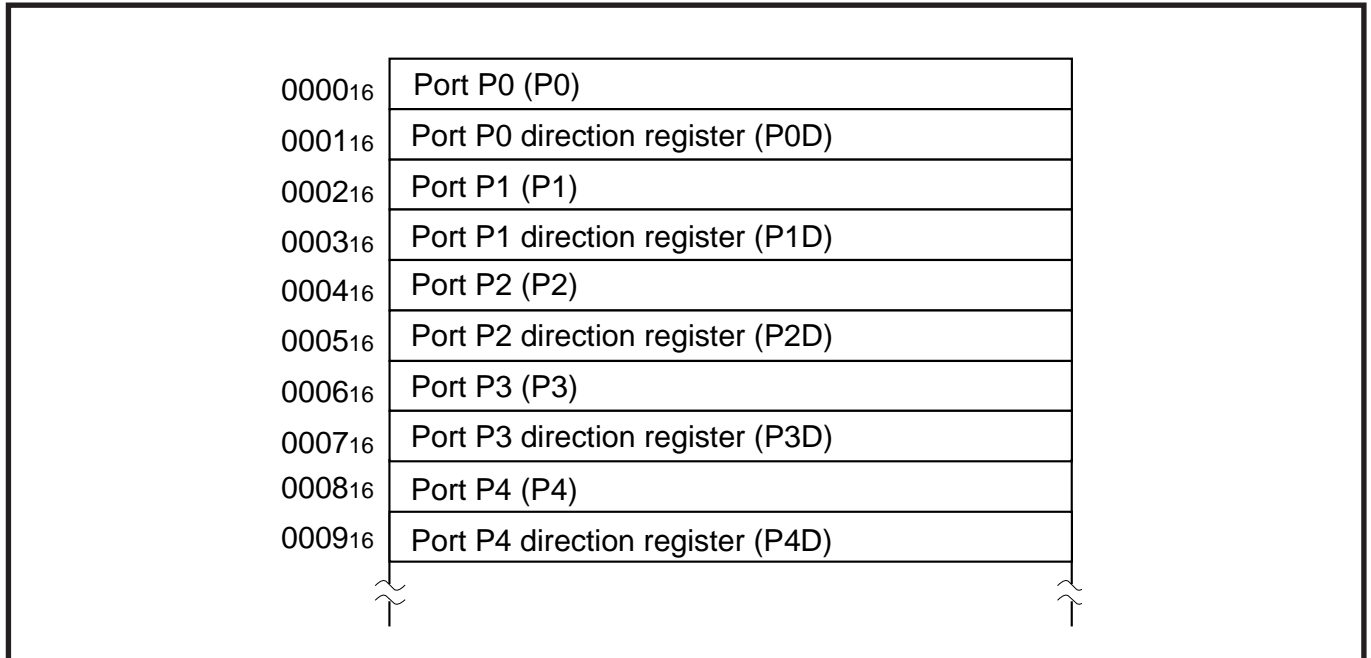 0000₁₆ Port P0 (P0)
0001₁₆ Port P0 direction register (P0D)
0002₁₆ Port P1 (P1)
0003₁₆ Port P1 direction register (P1D)
0004₁₆ Port P2 (P2)
0005₁₆ Port P2 direction register (P2D)
0006₁₆ Port P3 (P3)
0007₁₆ Port P3 direction register (P3D)
0008₁₆ Port P4 (P4)
0009₁₆ Port P4 direction register (P4D)